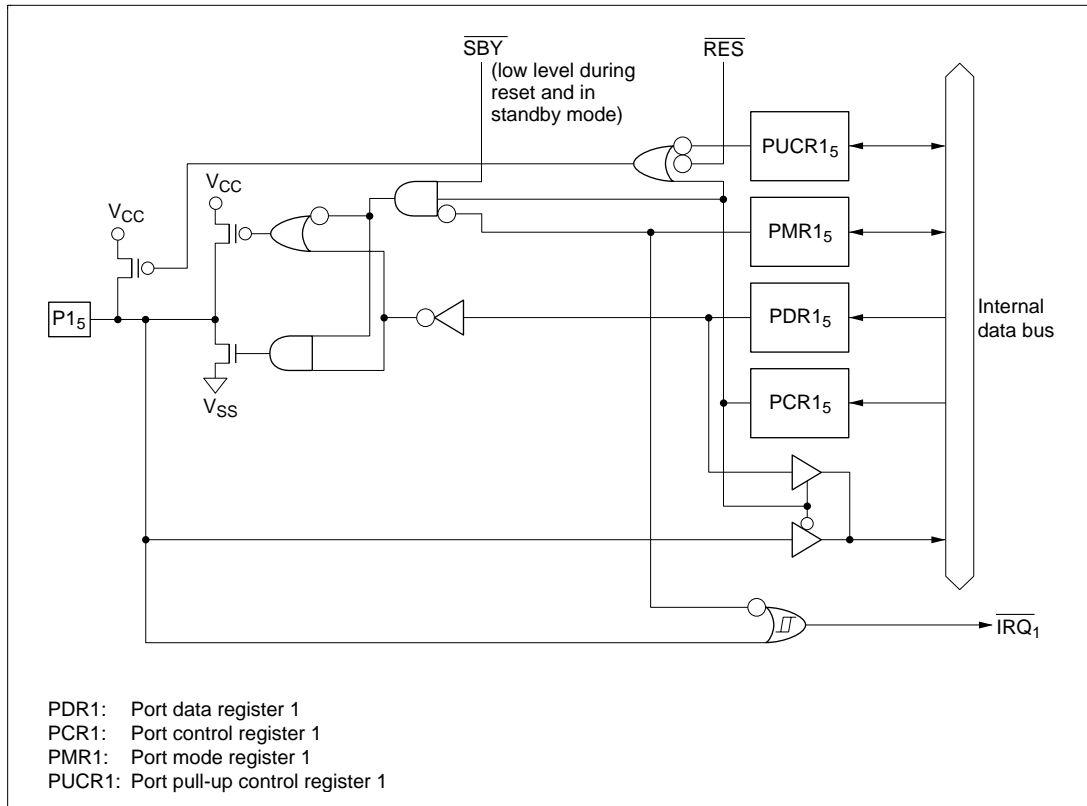 SBY
(low level during
reset and in
standby mode)
RES
PUCR1₅
V_CC
V_CC
PMR1₅
P1₅
PDR1₅
Internal
data bus
V_SS
PCR1₅
IRQ₁
PDR1: Port data register 1
PCR1: Port control register 1
PMR1: Port mode register 1
PUCR1: Port pull-up control register 1